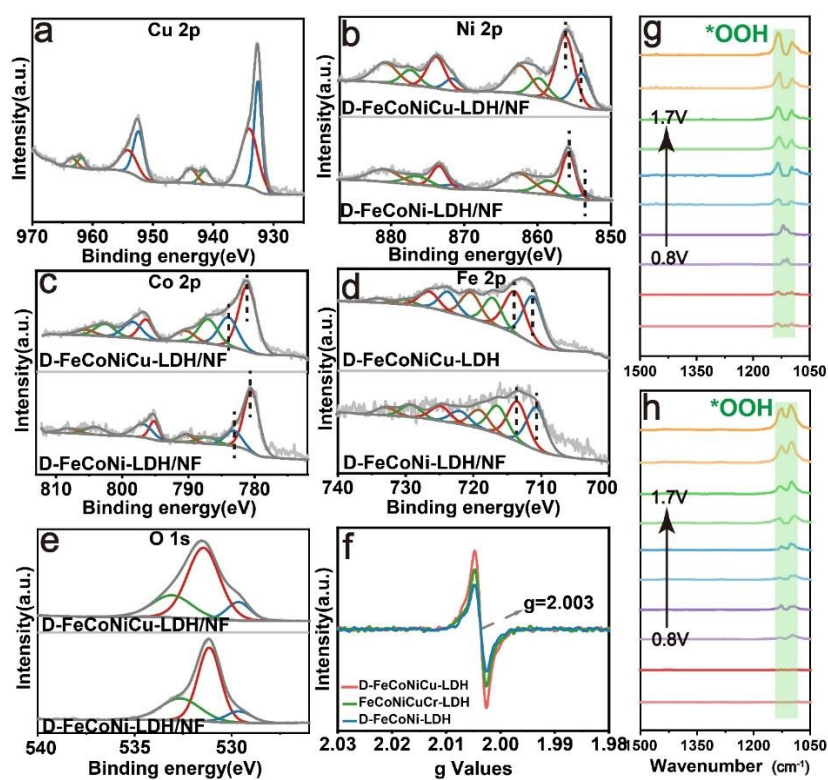 a
Cu 2p
Intensity(a.u.)
970 960 950 940 930
Binding energy(eV)
b
Ni 2p
Intensity(a.u.)
D-FeCoNiCu-LDH/NF
D-FeCoNi-LDH/NF
880 870 860 850
Binding energy(eV)
c
Co 2p
Intensity(a.u.)
D-FeCoNiCu-LDH/NF
D-FeCoNi-LDH/NF
812 800 790 780
Binding energy(eV)
d
Fe 2p
Intensity(a.u.)
D-FeCoNiCu-LDH
D-FeCoNi-LDH/NF
740 730 720 710 700
Binding energy(eV)
e
O 1s
Intensity(a.u.)
D-FeCoNiCu-LDH/NF
D-FeCoNi-LDH/NF
540 535 530
Binding energy(eV)
f
Intensity(a.u.)
g=2.003
D-FeCoNiCu-LDH
FeCoNiCuCr-LDH
D-FeCoNi-LDH
2.03 2.01 2.00 1.99 1.98
g Values
g
*OOH
1.7V
0.8V
1500 1350 1200 1050
h
*OOH
1.7V
0.8V
1500 1350 1200 1050
Wavenumber (cm⁻¹)